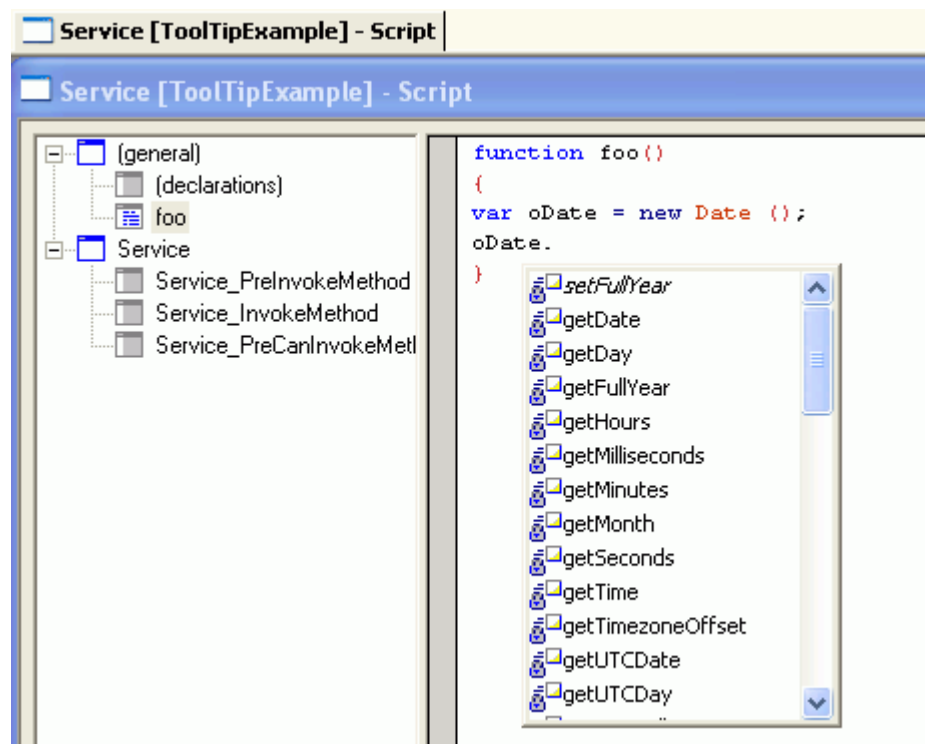 Service [ToolTipExample] - Script
Service [ToolTipExample] - Script
(general)
(declarations)
foo
Service
Service_PreInvokeMethod
Service_InvokeMethod
Service_PreCanInvokeMetl
function foo()
{
var oDate = new Date ();
oDate.
}
setFullYear
getDate
getDay
getFullYear
getHours
getMilliseconds
getMinutes
getMonth
getSeconds
getTime
getTimezoneOffset
getUTCDate
getUTCDay